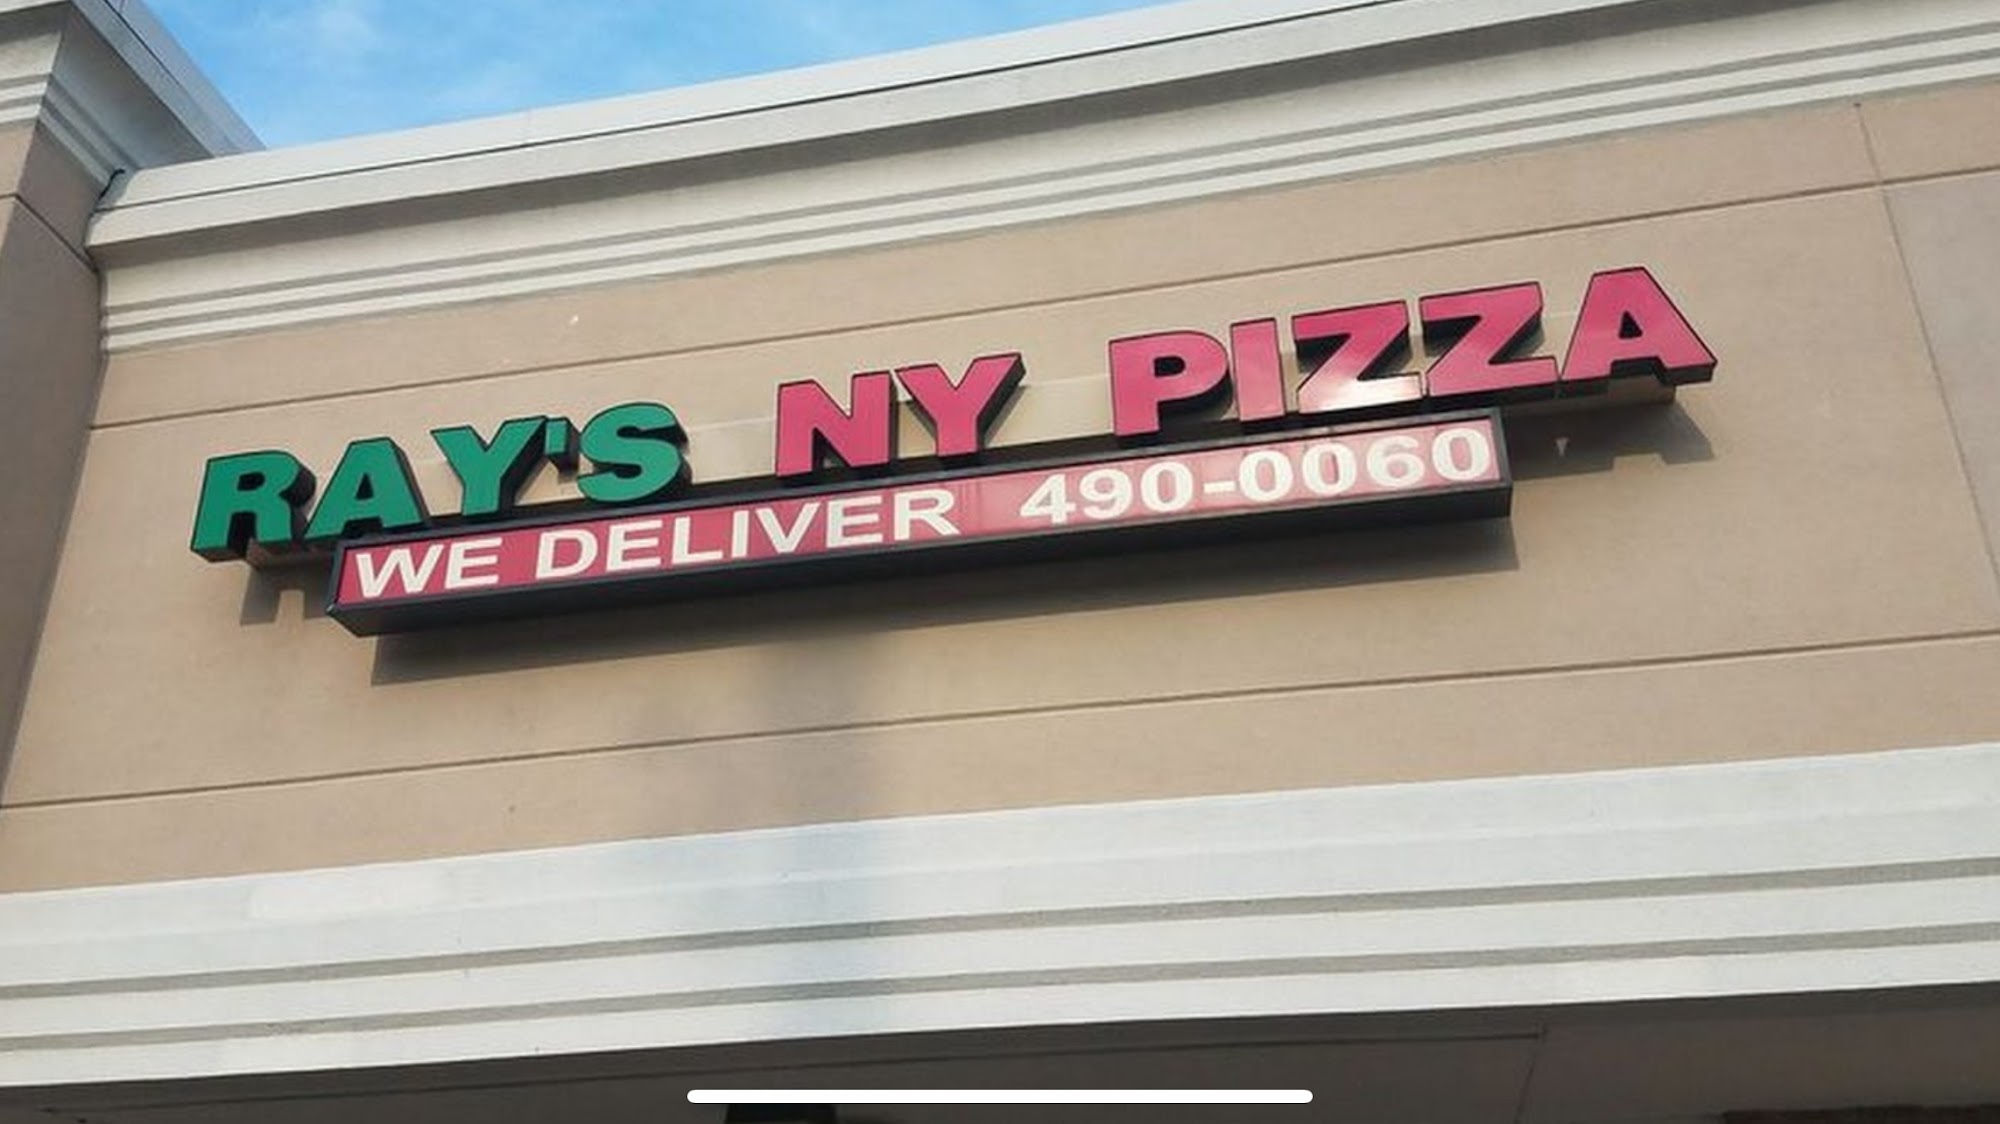 RAY'S NY PIZZA
WE DELIVER 490-0060